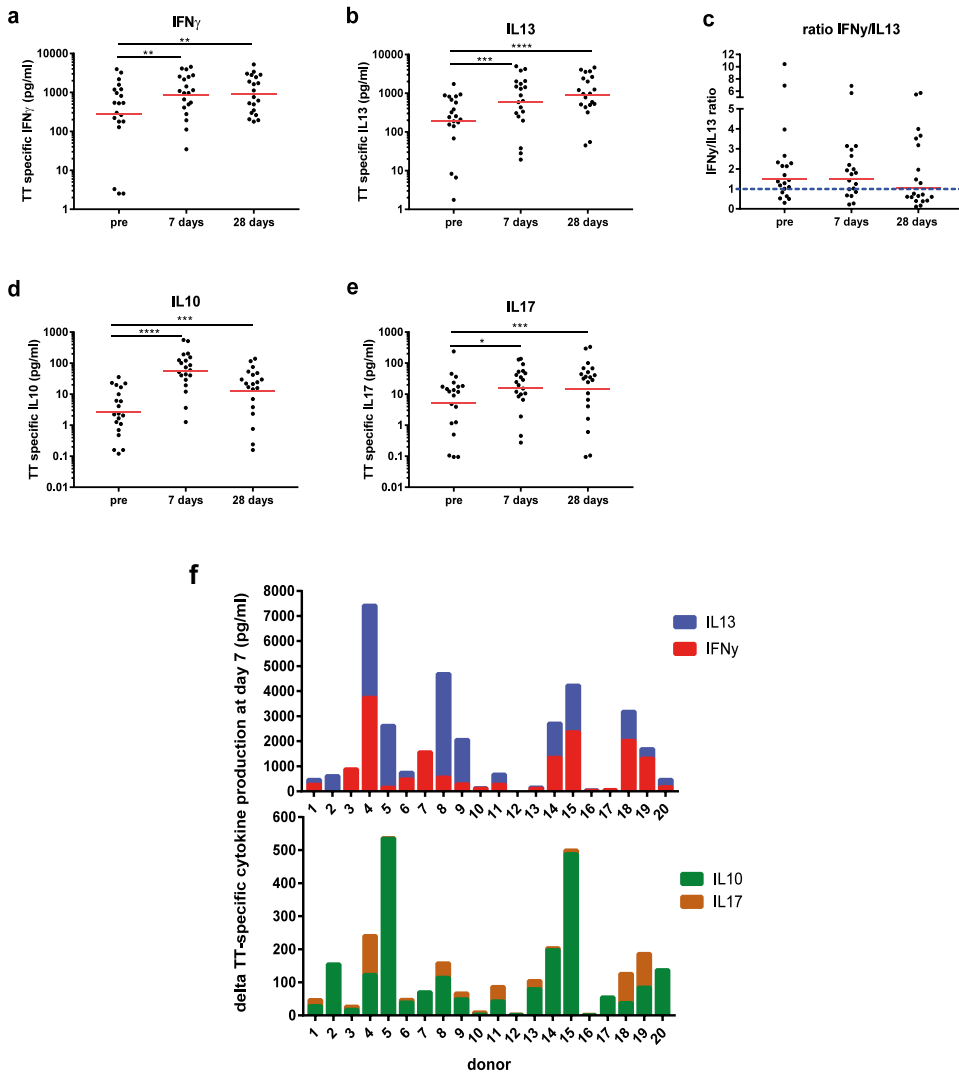 a
IFNγ
TT specific IFNγ (pg/ml)
10000
1000
100
10
1
**
**
pre
7 days
28 days
b
IL13
TT specific IL13 (pg/ml)
10000
1000
100
10
1
****
***
pre
7 days
28 days
c
ratio IFNy/IL13
IFNy/IL13 ratio
12
10
8
6
4
2
1
0
pre
7 days
28 days
d
IL10
TT specific IL10 (pg/ml)
1000
100
10
1
0.1
0.01
***
****
pre
7 days
28 days
e
IL17
TT specific IL17 (pg/ml)
1000
100
10
1
0.1
0.01
***
*
pre
7 days
28 days
f
delta TT-specific cytokine production at day 7 (pg/ml)
8000
7000
6000
5000
4000
3000
2000
1000
0
IL13
IFNy
1 2 3 4 5 6 7 8 9 10 11 12 13 14 15 16 17 18 19 20
600
500
400
300
200
100
0
IL10
IL17
1 2 3 4 5 6 7 8 9 10 11 12 13 14 15 16 17 18 19 20
donor